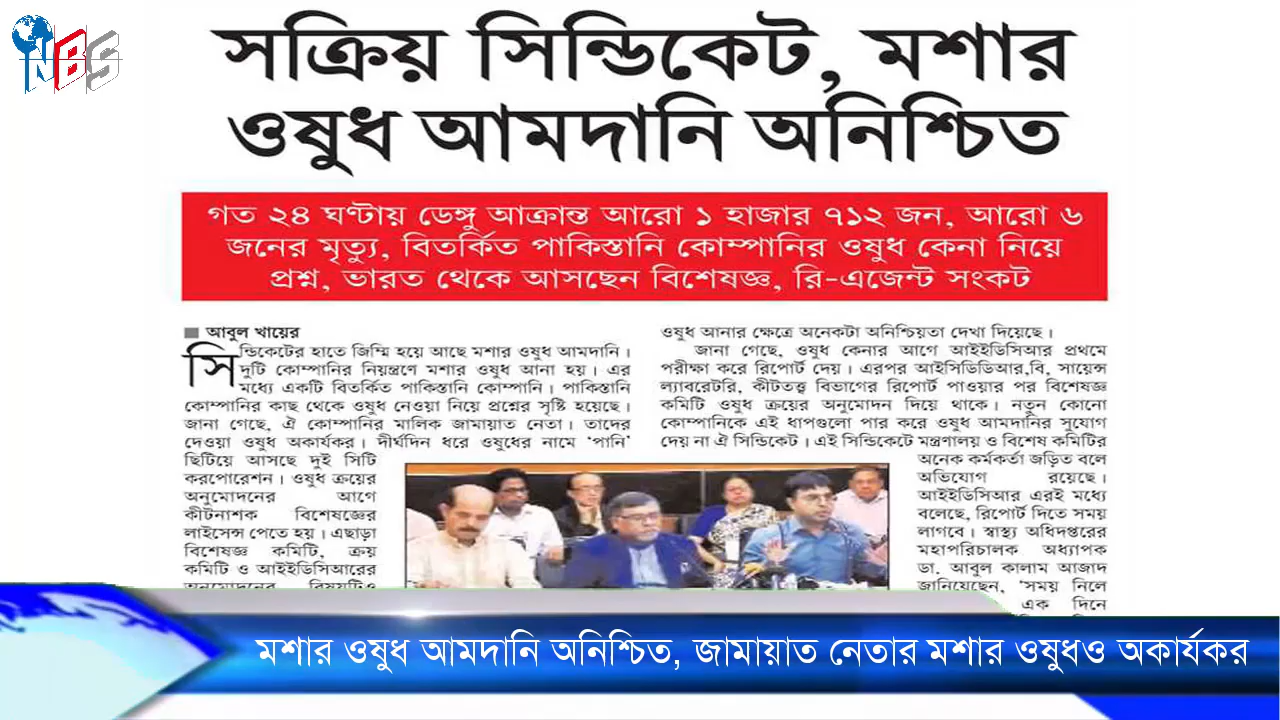 NBS
সক্রিয় সিন্ডিকেট, মশার
ওষুধ আমদানি অনিশ্চিত
গত ২৪ ঘণ্টায় ডেঙ্গু আক্রান্ত আরো ১ হাজার ৭১২ জন, আরো ৬
জনের মৃত্যু, বিতর্কিত পাকিস্তানি কোম্পানির ওষুধ কেনা নিয়ে
প্রশ্ন, ভারত থেকে আসছেন বিশেষজ্ঞ, রি-এজেন্ট সংকট
আবুল খায়ের
সিন্ডিকেটের হাতে জিম্মি হয়ে আছে মশার ওষুধ আমদানি।
দুটি কোম্পানির নিয়ন্ত্রণে মশার ওষুধ আনা হয়। এর
মধ্যে একটি বিতর্কিত পাকিস্তানি কোম্পানি। পাকিস্তানি
কোম্পানির কাছ থেকে ওষুধ নেওয়া নিয়ে প্রশ্নের সৃষ্টি হয়েছে।
জানা গেছে, ঐ কোম্পানির মালিক জামায়াত নেতা। তাদের
দেওয়া ওষুধ অকার্যকর। দীর্ঘদিন ধরে ওষুধের নামে ‘পানি’
ছিটিয়ে আসছে দুই সিটি
করপোরেশন। ওষুধ ক্রয়ের
অনুমোদনের আগে
কীটনাশক বিশেষজ্ঞের
লাইসেন্স পেতে হয়। এছাড়া
বিশেষজ্ঞ কমিটি, ক্রয়
কমিটি ও আইইডিসিআরের
অনুমোদনের বিষয়টিও
ওষুধ আনার ক্ষেত্রে অনেকটা অনিশ্চিয়তা দেখা দিয়েছে।
জানা গেছে, ওষুধ কেনার আগে আইইডিসিআর প্রথমে
পরীক্ষা করে রিপোর্ট দেয়। এরপর আইসিডিডিআর,বি, সায়েন্স
ল্যাবরেটরি, কীটতত্ত্ব বিভাগের রিপোর্ট পাওয়ার পর বিশেষজ্ঞ
কমিটি ওষুধ ক্রয়ের অনুমোদন দিয়ে থাকে। নতুন কোনো
কোম্পানিকে এই ধাপগুলো পার করে ওষুধ আমদানির সুযোগ
দেয় না ঐ সিন্ডিকেট। এই সিন্ডিকেটে মন্ত্রণালয় ও বিশেষ কমিটির
অনেক কর্মকর্তা জড়িত বলে
অভিযোগ রয়েছে।
আইইডিসিআর এরই মধ্যে
বলেছে, রিপোর্ট দিতে সময়
লাগবে। স্বাস্থ্য অধিদপ্তরের
মহাপরিচালক অধ্যাপক
ডা. আবুল কালাম আজাদ
জানিয়েছেন, ‘সময় নিলে
এক দিনে
মশার ওষুধ আমদানি অনিশ্চিত, জামায়াত নেতার মশার ওষুধও অকার্যকর